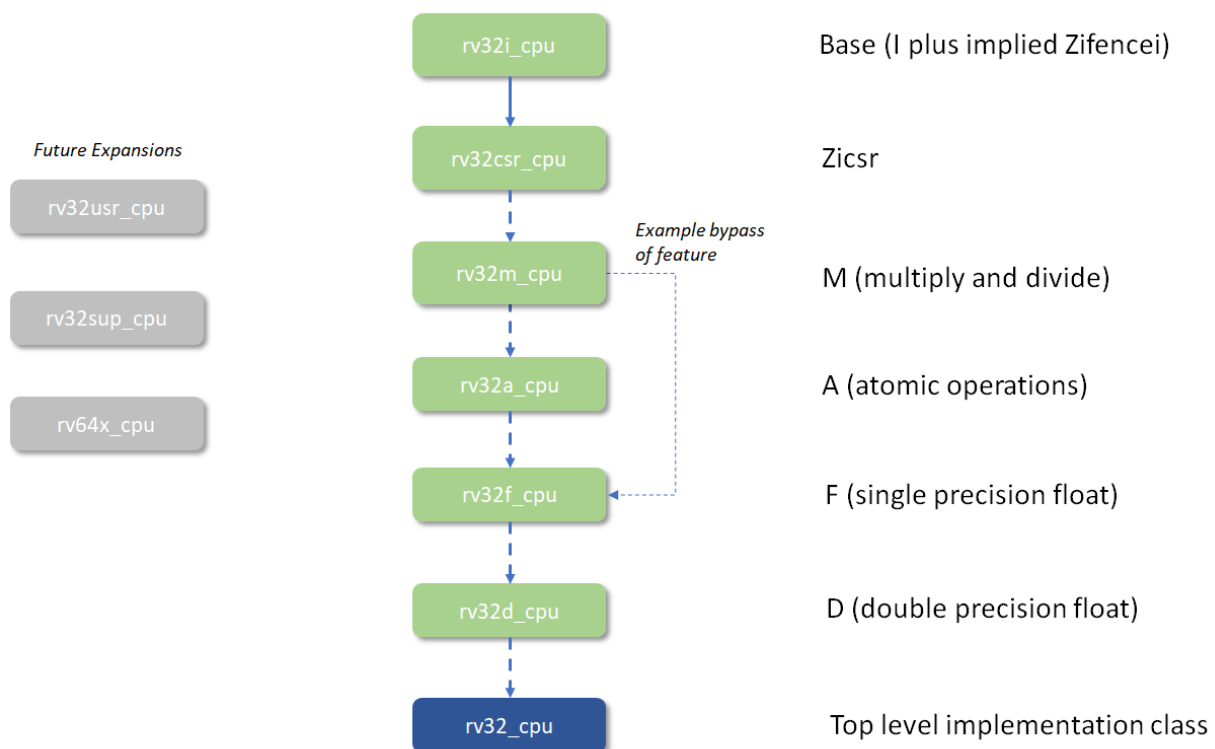 rv32i_cpu
Base (I plus implied Zifencei)
Future Expansions
rv32csr_cpu
Zicsr
rv32usr_cpu
Example bypass
of feature
rv32m_cpu
M (multiply and divide)
rv32sup_cpu
rv32a_cpu
A (atomic operations)
rv64x_cpu
rv32f_cpu
F (single precision float)
rv32d_cpu
D (double precision float)
rv32_cpu
Top level implementation class